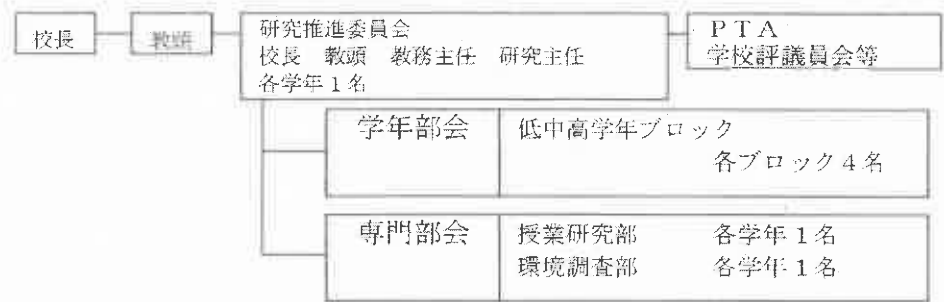 校長
教頭
研究推進委員会
校長 教頭 教務主任 研究主任
各学年1名
PTA
学校評議員会等
学年部会
低中高学年ブロック
各ブロック4名
専門部会
授業研究部 各学年1名
環境調査部 各学年1名